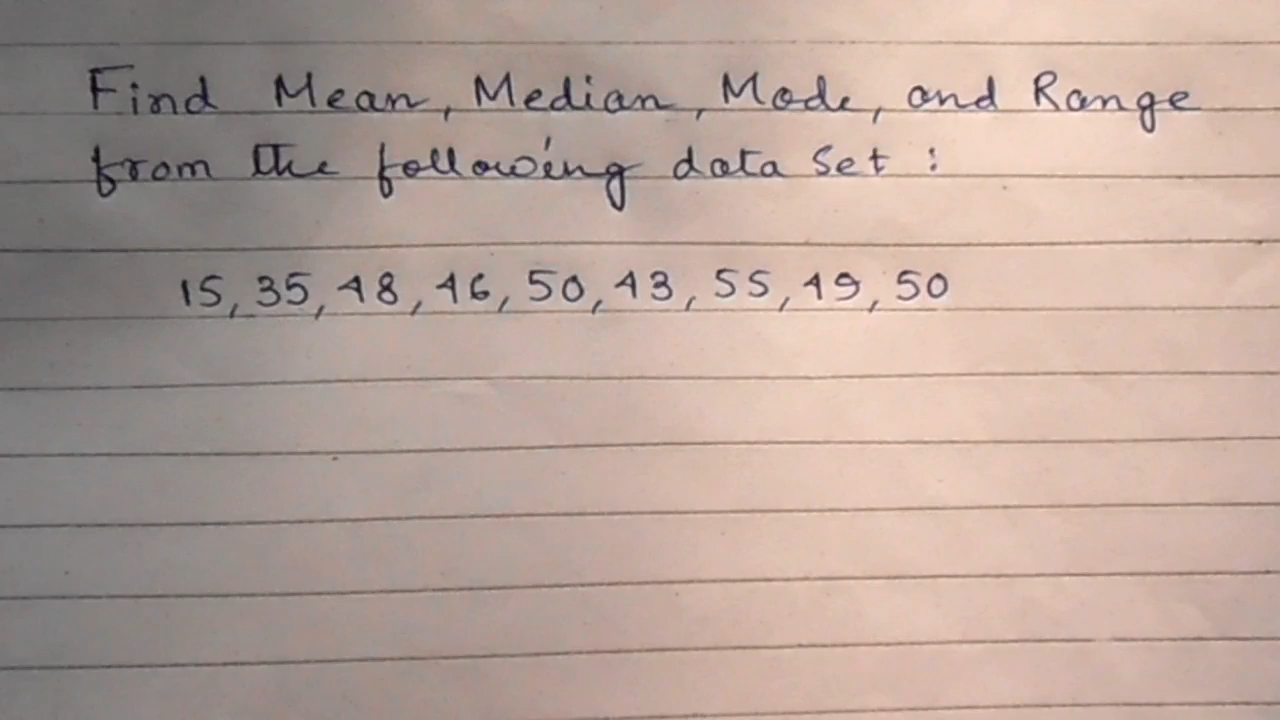 Find Mean, Median, Mode, and Range
from the following data set :
15, 35, 48, 46, 50, 43, 55, 49, 50